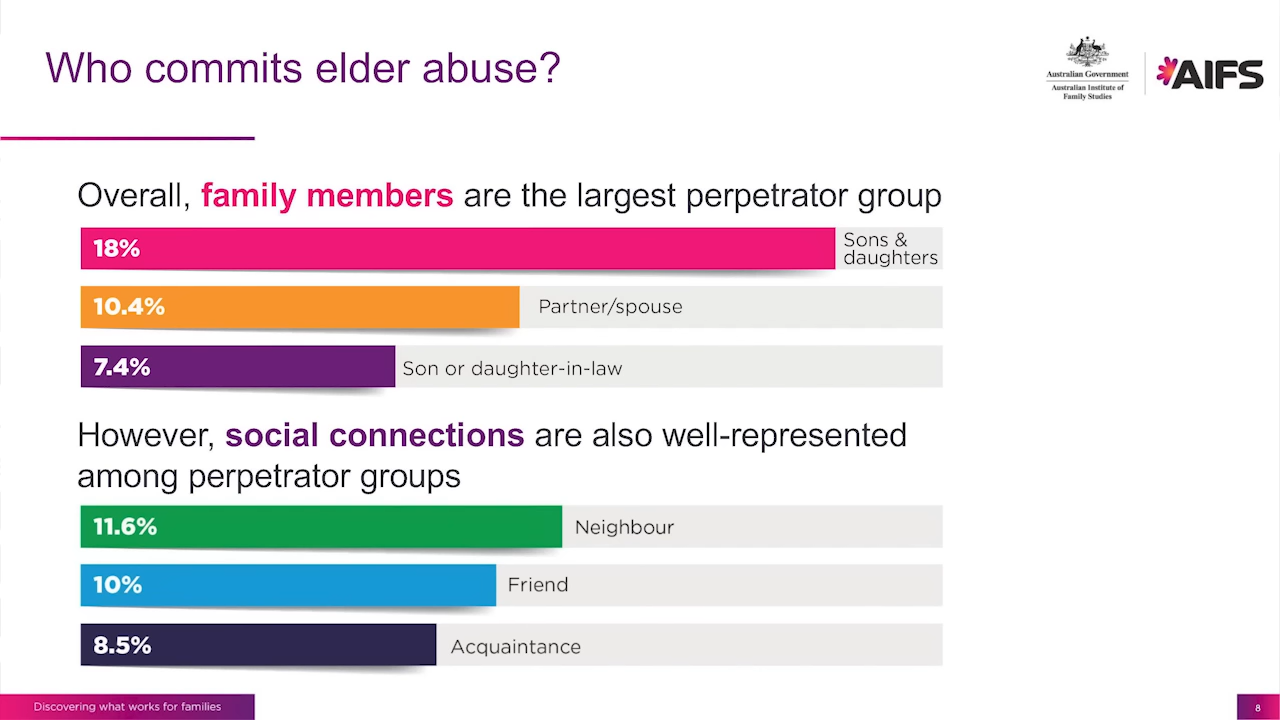 Who commits elder abuse?
Australian Government
Australian Institute of
Family Studies
AIFS
Overall, family members are the largest perpetrator group
18%
Sons &
daughters
10.4%
Partner/spouse
7.4%
Son or daughter-in-law
However, social connections are also well-represented
among perpetrator groups
11.6%
Neighbour
10%
Friend
8.5%
Acquaintance
Discovering what works for families
8